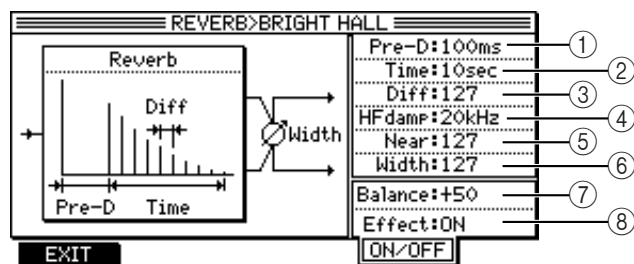 REVERB>BRIGHT HALL
Reverb
Diff
Pre-D Time
Width
Pre-D:100ms ①
Time:10sec ②
Diff:127 ③
HFdamp:20kHz ④
Near:127 ⑤
Width:127 ⑥
Balance:+50 ⑦
Effect:ON ⑧
EXIT
ON/OFF